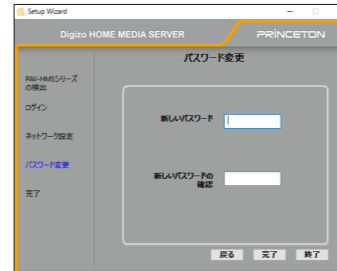 Setup Wizard
Digizo HOME MEDIA SERVER
PRINCETON
パスワード変更
PAV-HMSシリーズ
の検出
ログイン
ネットワーク設定
パスワード変更
完了
新しいパスワード
新しいパスワードの
確認
戻る
完了
終了